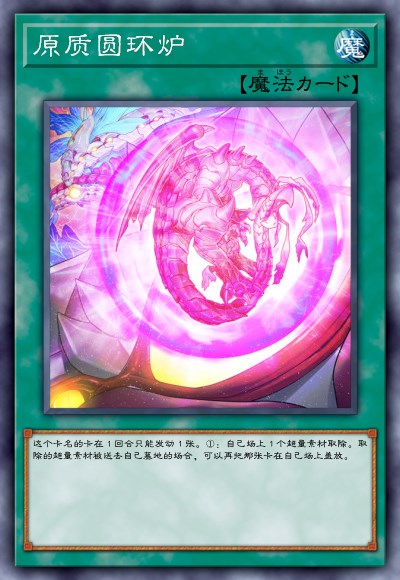 原质圆环炉
魔
【魔法カード】
ま ほう
这个卡名的卡在1回合只能发动1张。①：自己场上1个超量素材取除。取
除的超量素材被送去自己墓地的场合，可以再把那张卡在自己场上盖放。